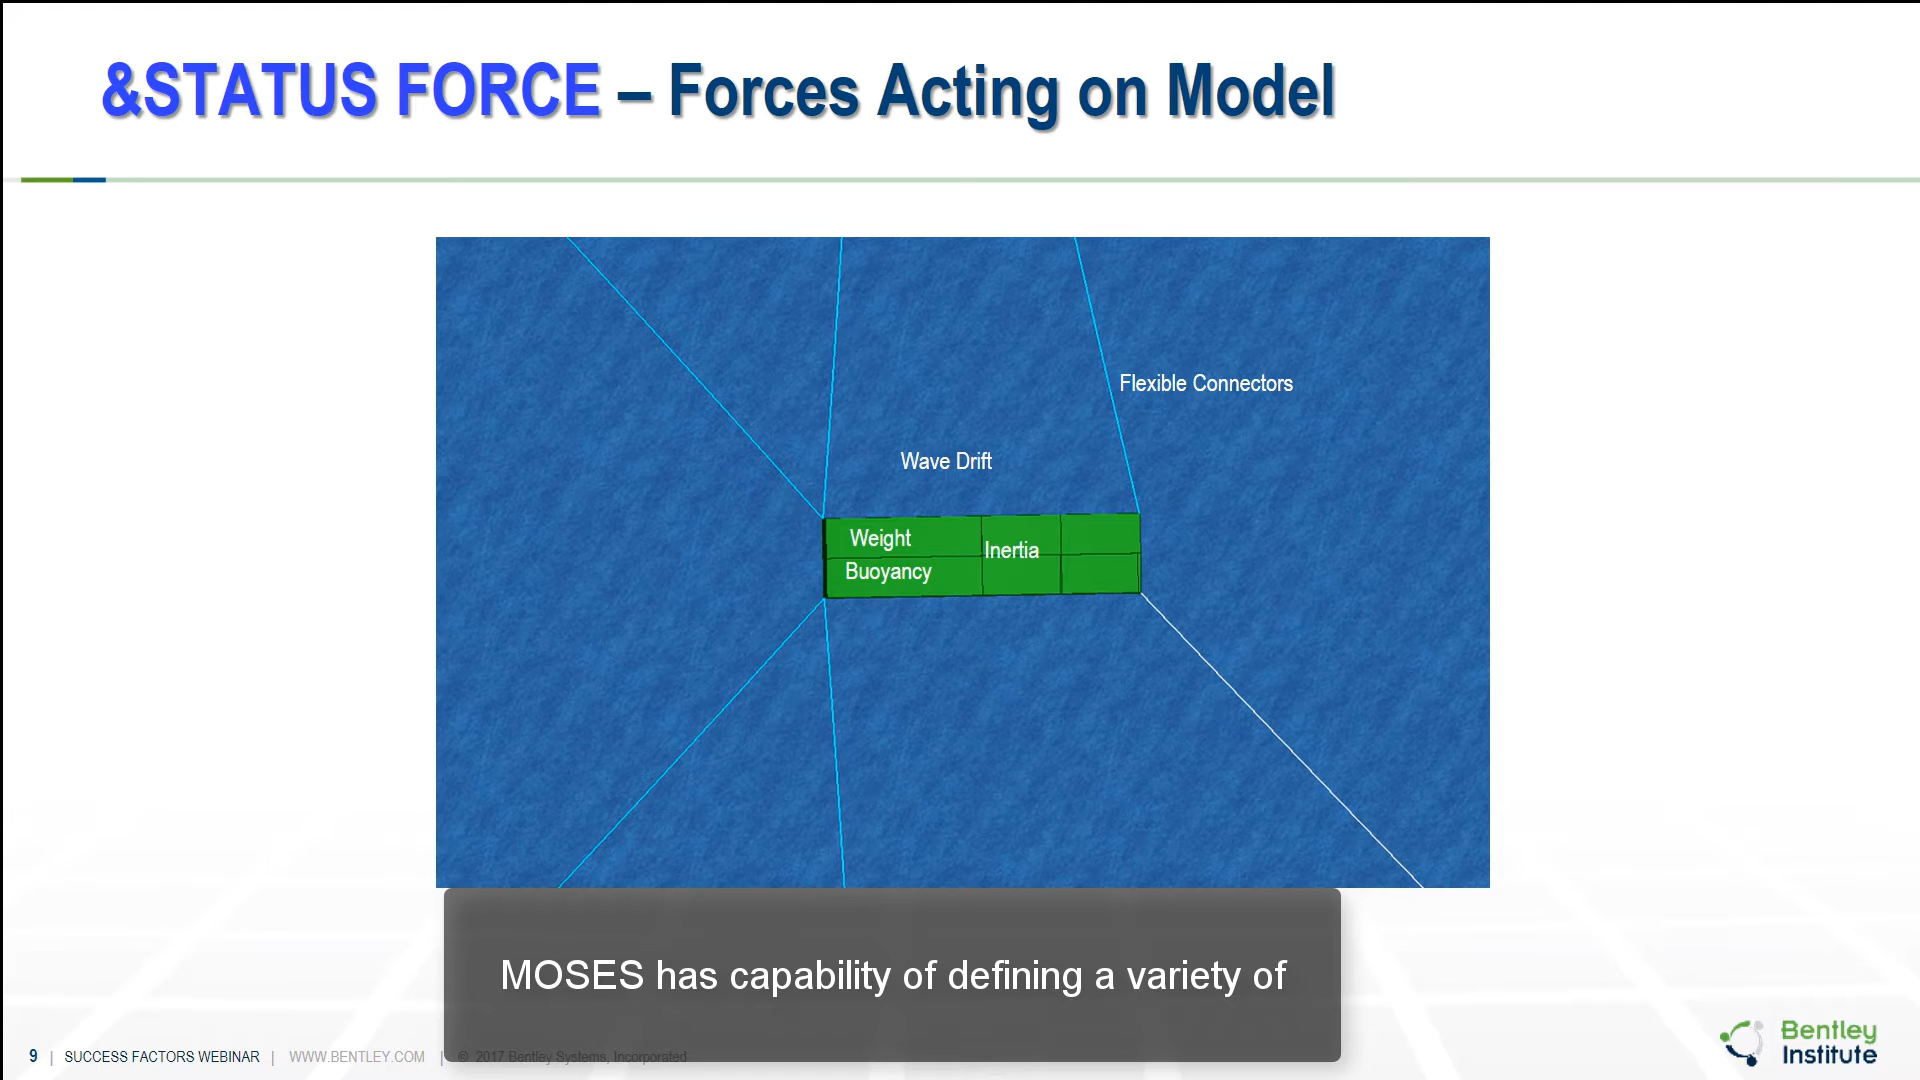 &STATUS FORCE – Forces Acting on Model
Flexible Connectors
Wave Drift
Weight
Inertia
Buoyancy
MOSES has capability of defining a variety of
9 | SUCCESS FACTORS WEBINAR | WWW.BENTLEY.COM | © 2017 Bentley Systems, Incorporated
Bentley
Institute